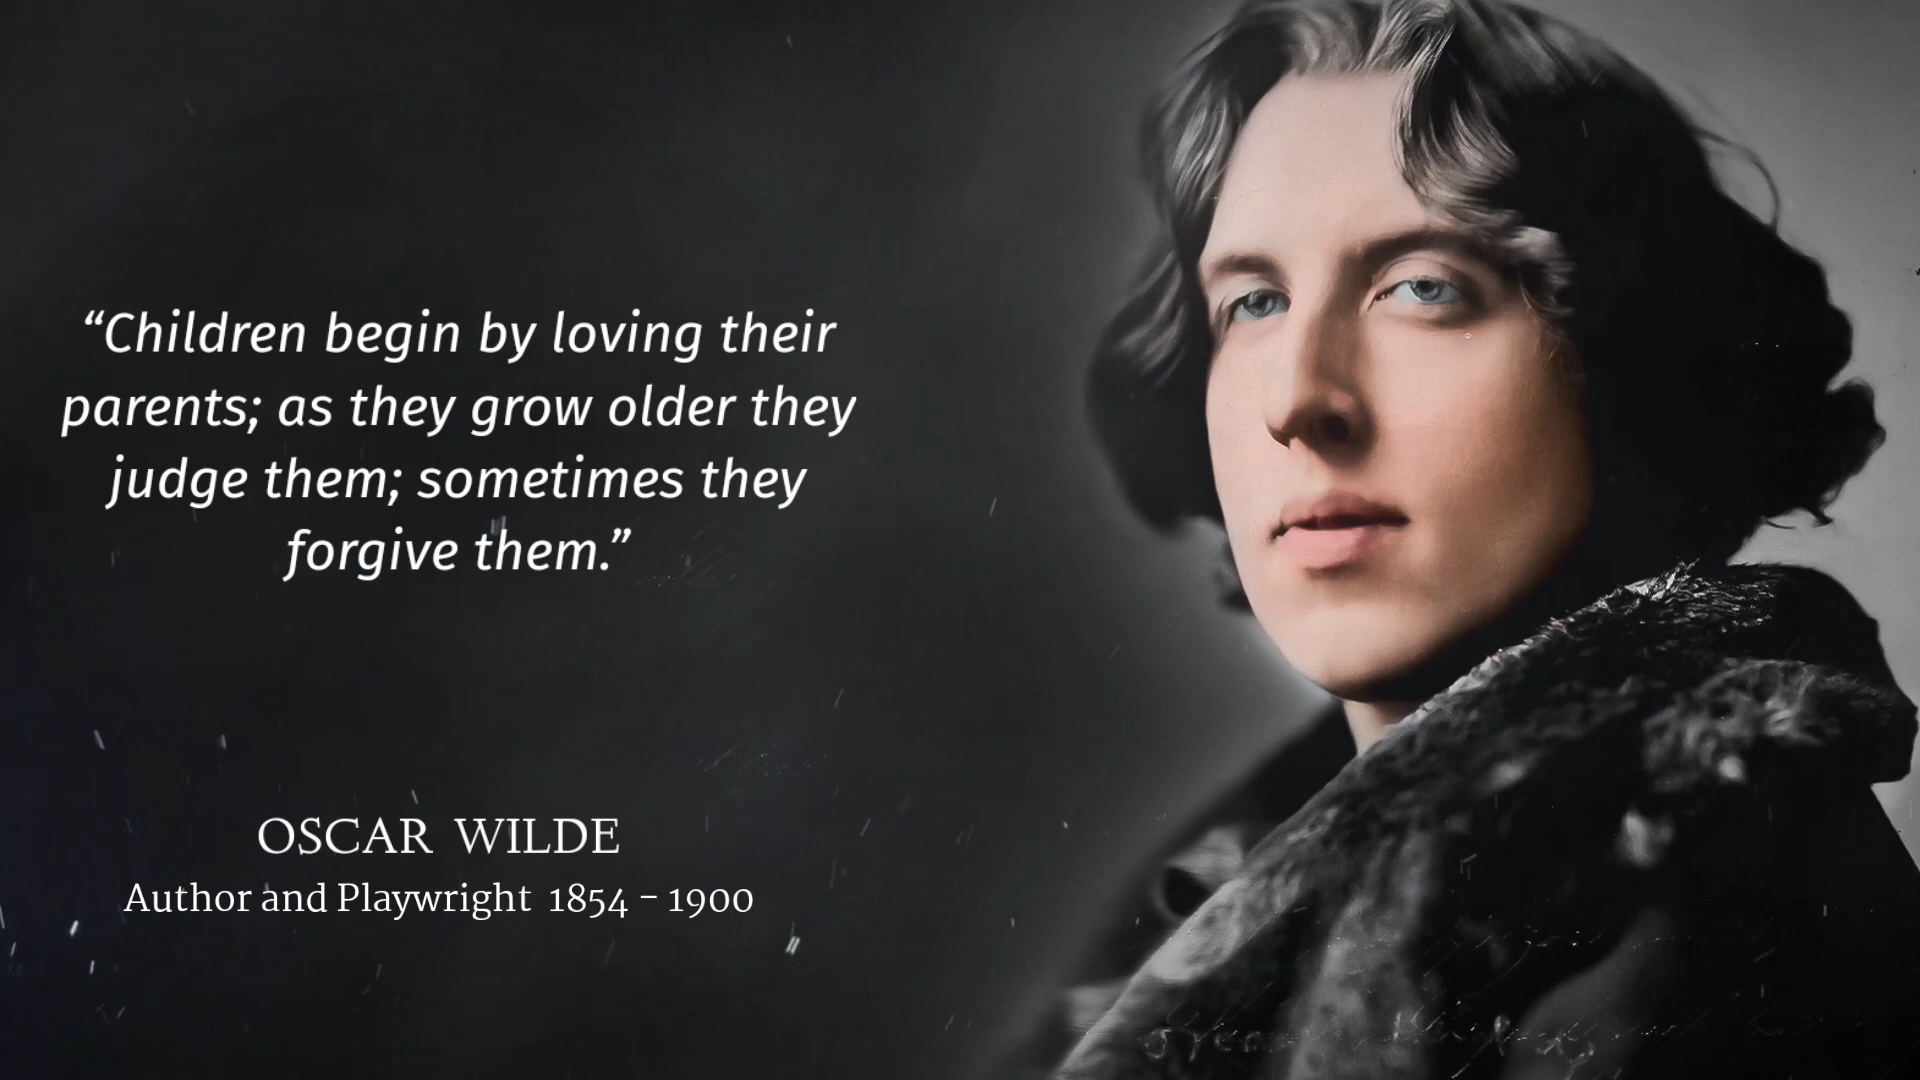 “Children begin by loving their
parents; as they grow older they
judge them; sometimes they
forgive them.”
OSCAR WILDE
Author and Playwright 1854 – 1900